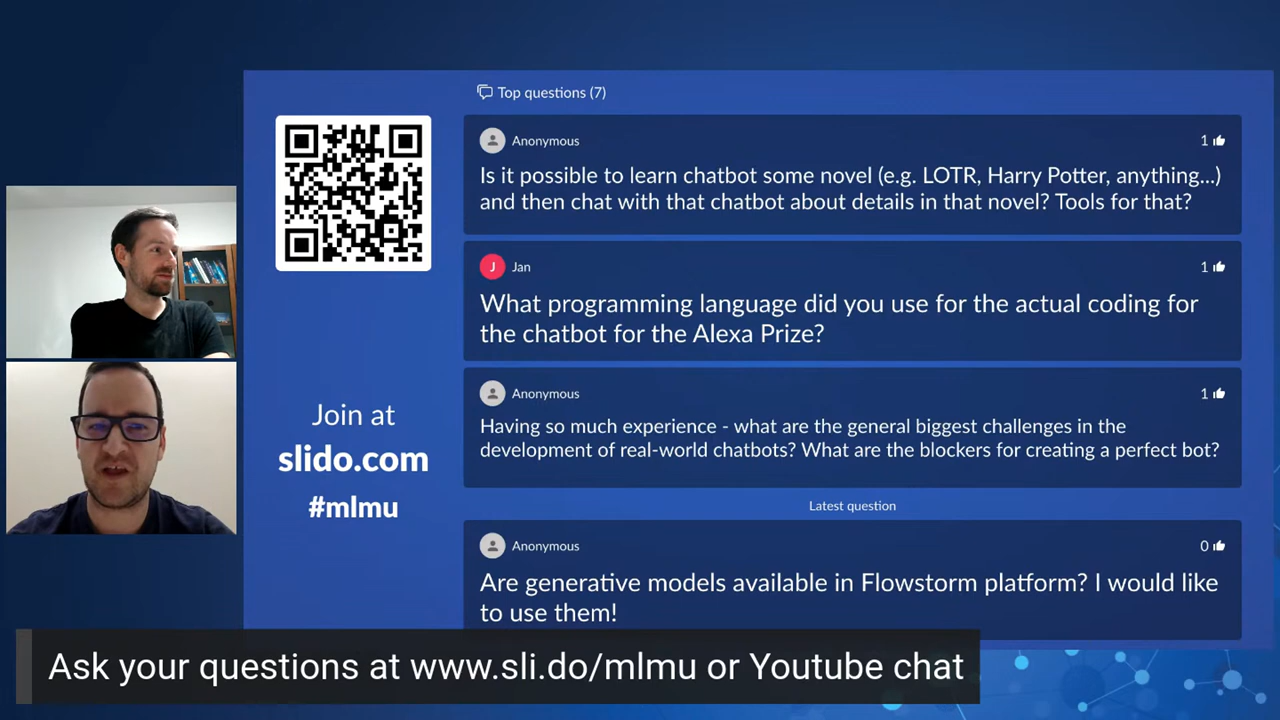 Top questions (7)
Anonymous
1
Is it possible to learn chatbot some novel (e.g. LOTR, Harry Potter, anything...)
and then chat with that chatbot about details in that novel? Tools for that?
J
Jan
1
What programming language did you use for the actual coding for
the chatbot for the Alexa Prize?
Anonymous
1
Having so much experience - what are the general biggest challenges in the
development of real-world chatbots? What are the blockers for creating a perfect bot?
Latest question
Anonymous
0
Are generative models available in Flowstorm platform? I would like
to use them!
Join at
slido.com
#mlmu
Ask your questions at www.sli.do/mlmu or Youtube chat